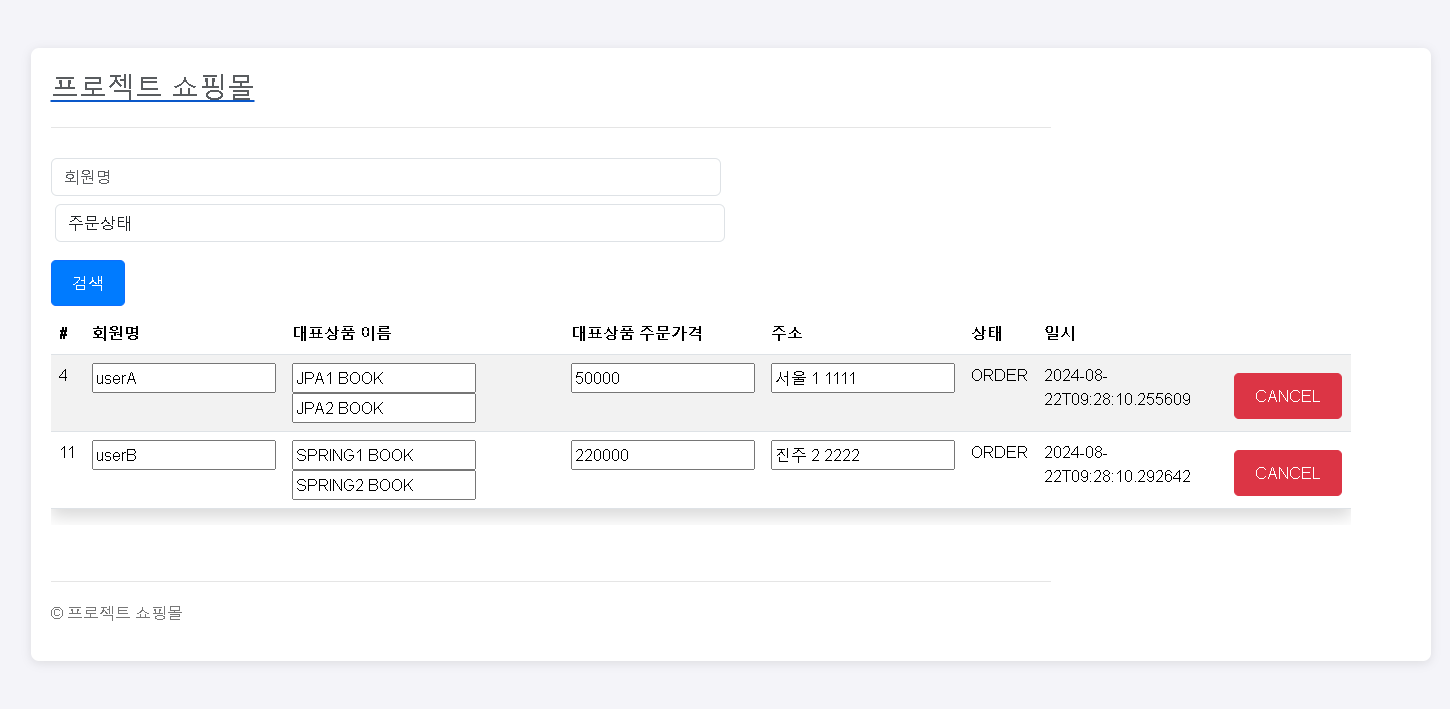 프로젝트 쇼핑몰
회원명
주문상태
검색
# 회원명 대표상품 이름 대표상품 주문가격 주소 상태 일시
4 userA JPA1 BOOK 50000 서울 1 1111 ORDER 2024-08-
JPA2 BOOK 22T09:28:10.255609 CANCEL
11 userB SPRING1 BOOK 220000 진주 2 2222 ORDER 2024-08-
SPRING2 BOOK 22T09:28:10.292642 CANCEL
© 프로젝트 쇼핑몰